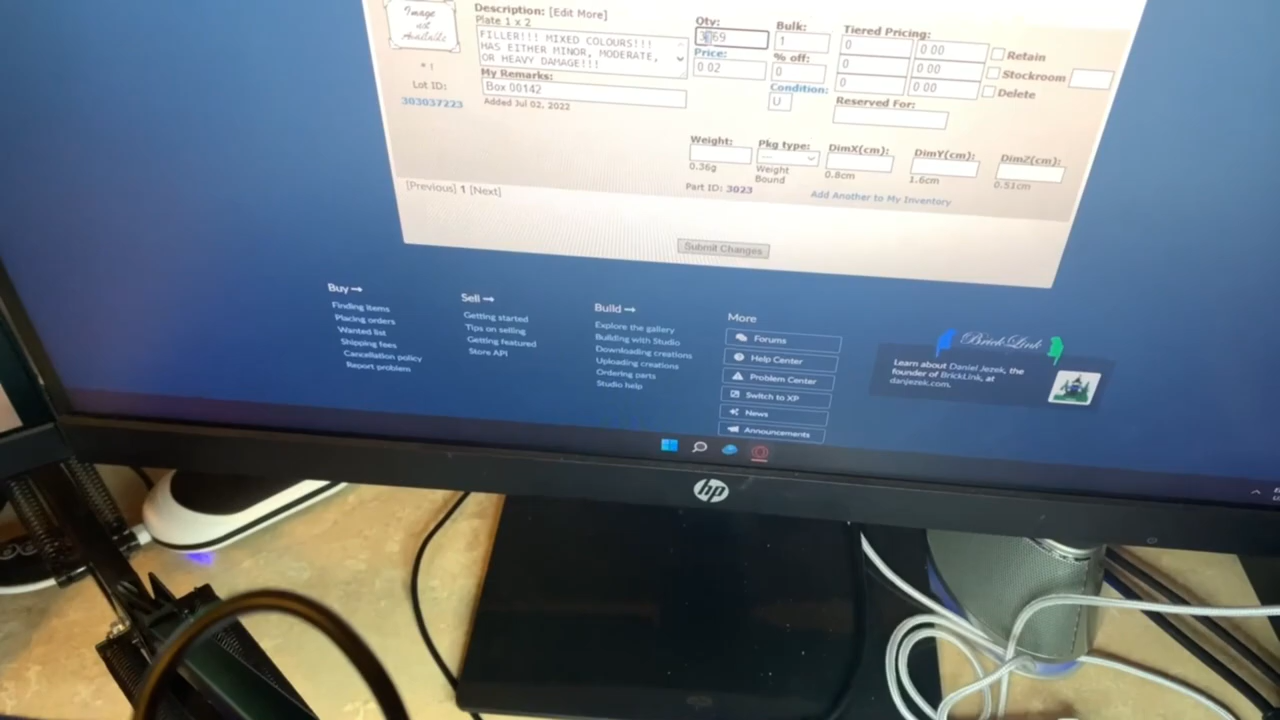 Image
not
Available
* !
Lot ID:
303037223
Description: [Edit More]
Plate 1 x 2
FILLER!!! MIXED COLOURS!!!
HAS EITHER MINOR, MODERATE,
OR HEAVY DAMAGE!!!
My Remarks:
Box 00142
Added Jul 02, 2022
Qty:
Price:
0.02
Bulk:
1
% off:
0
Condition:
U
Tiered Pricing:
0 0.00
0 0.00
0 0.00
Retain
Stockroom
Delete
Reserved For:
Weight:
0.36g
Pkg type:
---
Weight
Bound
DimX(cm):
0.8cm
DimY(cm):
1.6cm
DimZ(cm):
0.51cm
Part ID: 3023
Add Another to My Inventory
[Previous] 1 [Next]
Submit Changes
Buy →
Finding items
Placing orders
Wanted list
Shipping fees
Cancellation policy
Report problem
Sell →
Getting started
Tips on selling
Getting featured
Store API
Build →
Explore the gallery
Building with Studio
Downloading creations
Uploading creations
Ordering parts
Studio help
More
Forums
Help Center
Problem Center
Switch to XP
News
Announcements
BrickLink
Learn about Daniel Jezek, the
founder of BrickLink, at
danjezek.com.
hp